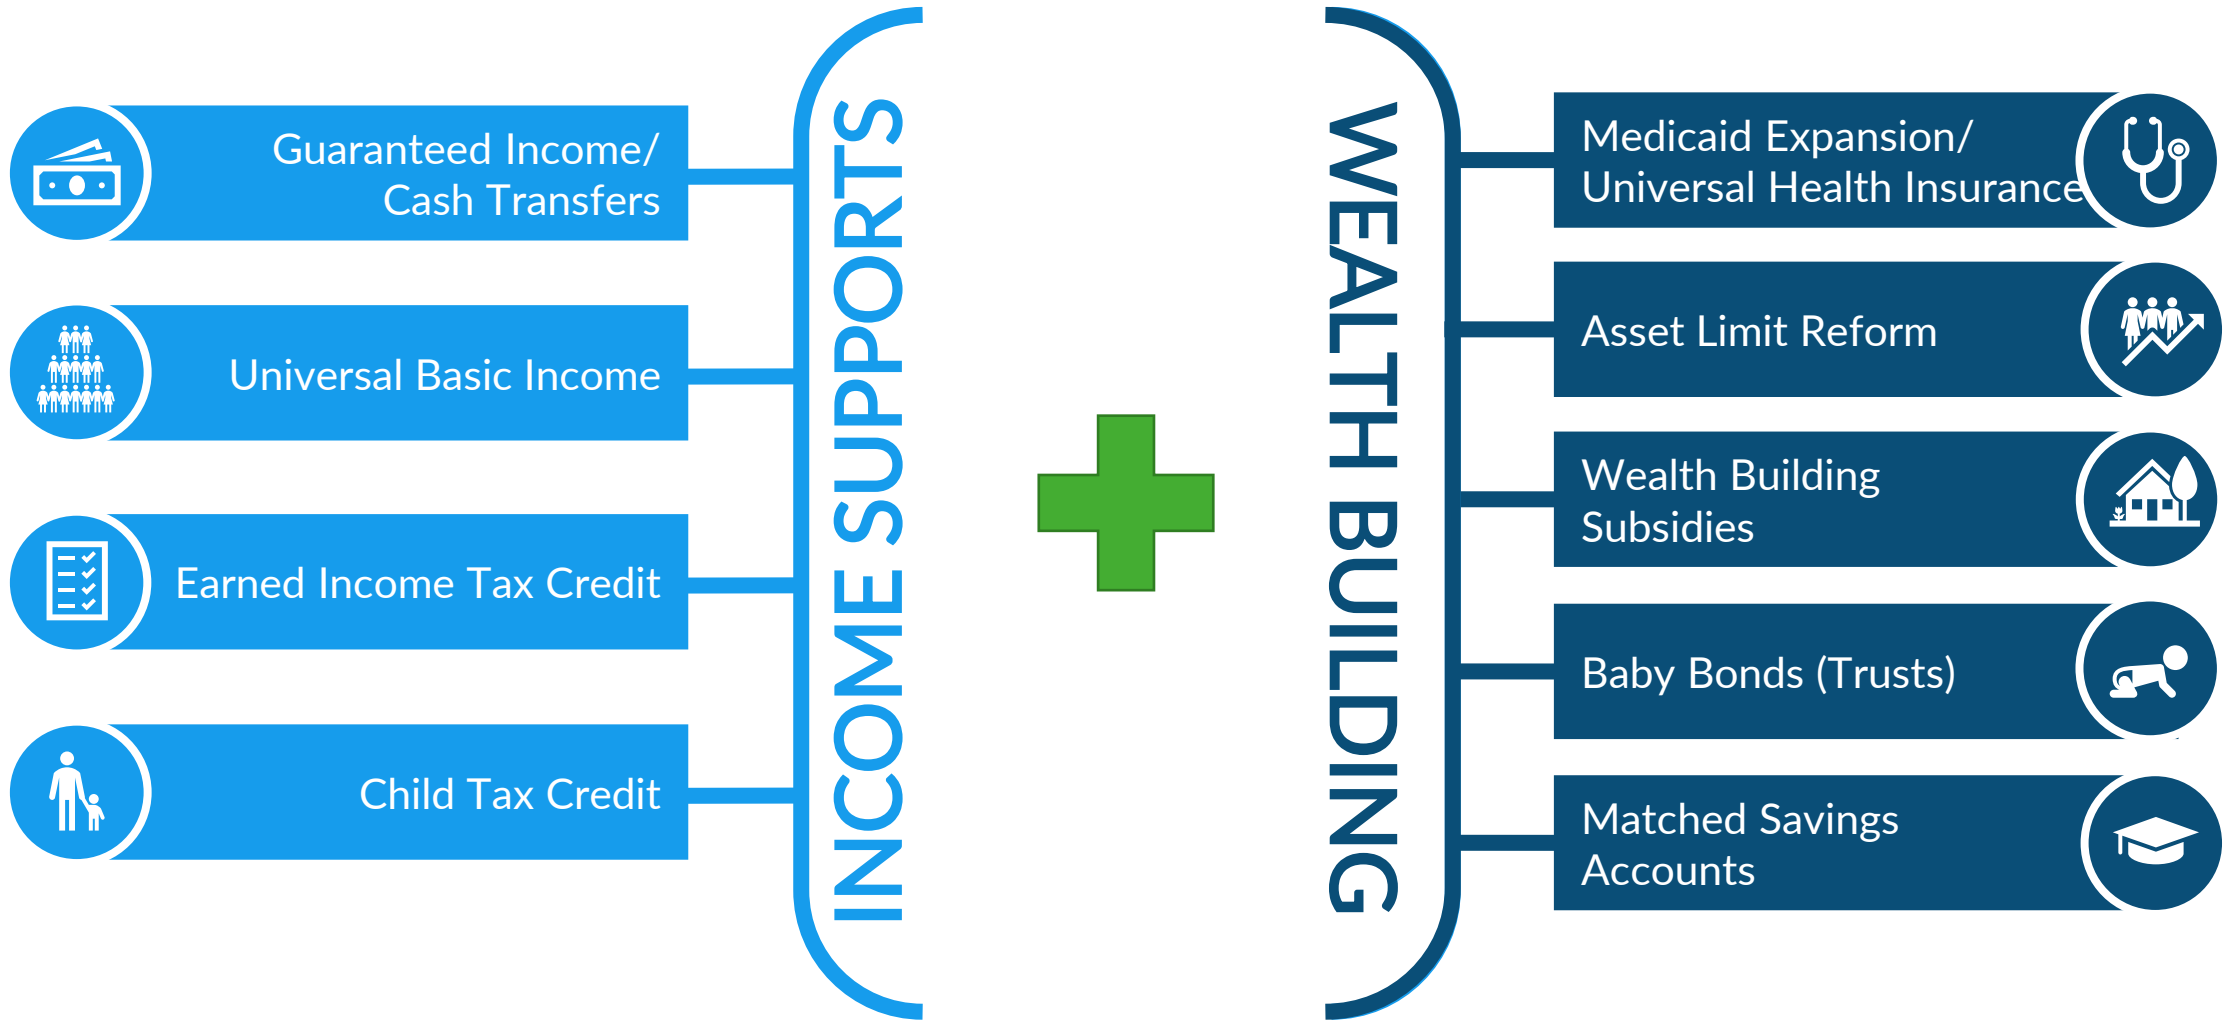 Guaranteed Income/
Cash Transfers
Universal Basic Income
Earned Income Tax Credit
Child Tax Credit
INCOME SUPPORTS
WEALTH BUILDING
Medicaid Expansion/
Universal Health Insurance
Asset Limit Reform
Wealth Building
Subsidies
Baby Bonds (Trusts)
Matched Savings
Accounts